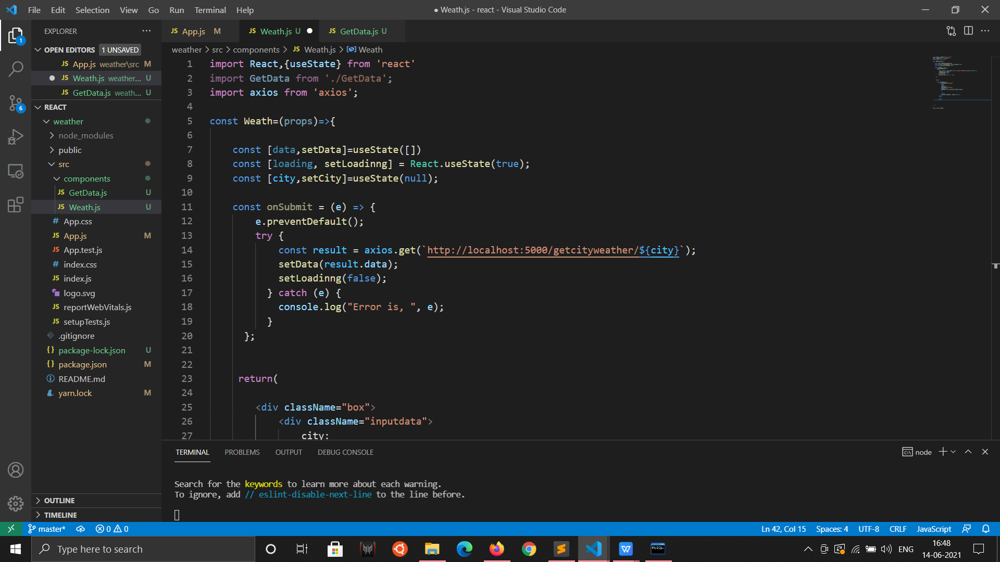 File Edit Selection View Go Run Terminal Help
● Weath.js - react - Visual Studio Code
EXPLORER
OPEN EDITORS 1 UNSAVED
JS App.js weather\src M
JS Weath.js weather... U
JS GetData.js weath... U
REACT
weather
node_modules
public
src
components
JS GetData.js U
JS Weath.js U
# App.css
JS App.js M
JS App.test.js
# index.css
JS index.js
logo.svg
JS reportWebVitals.js
JS setupTests.js
.gitignore
{} package-lock.json U
{} package.json M
README.md
yarn.lock M
OUTLINE
TIMELINE
1
6
JS App.js M
JS Weath.js U
JS GetData.js U
weather > src > components > JS Weath.js > Weath
1 import React,{useState} from 'react'
2 import GetData from './GetData';
3 import axios from 'axios';
4
5 const Weath=(props)=>{
6
7 const [data,setData]=useState([])
8 const [loading, setLoadinng] = React.useState(true);
9 const [city,setCity]=useState(null);
10
11 const onSubmit = (e) => {
12 e.preventDefault();
13 try {
14 const result = axios.get(`http://localhost:5000/getcityweather/${city}`);
15 setData(result.data);
16 setLoadinng(false);
17 } catch (e) {
18 console.log("Error is, ", e);
19 }
20 };
21
22
23 return(
24
25 <div className="box">
26 <div className="inputdata">
27 city:
TERMINAL PROBLEMS OUTPUT DEBUG CONSOLE
node
Search for the keywords to learn more about each warning.
To ignore, add // eslint-disable-next-line to the line before.
master* 0 0
Ln 42, Col 15 Spaces: 4 UTF-8 CRLF JavaScript
Type here to search
MySQL
ENG
16:48
14-06-2021